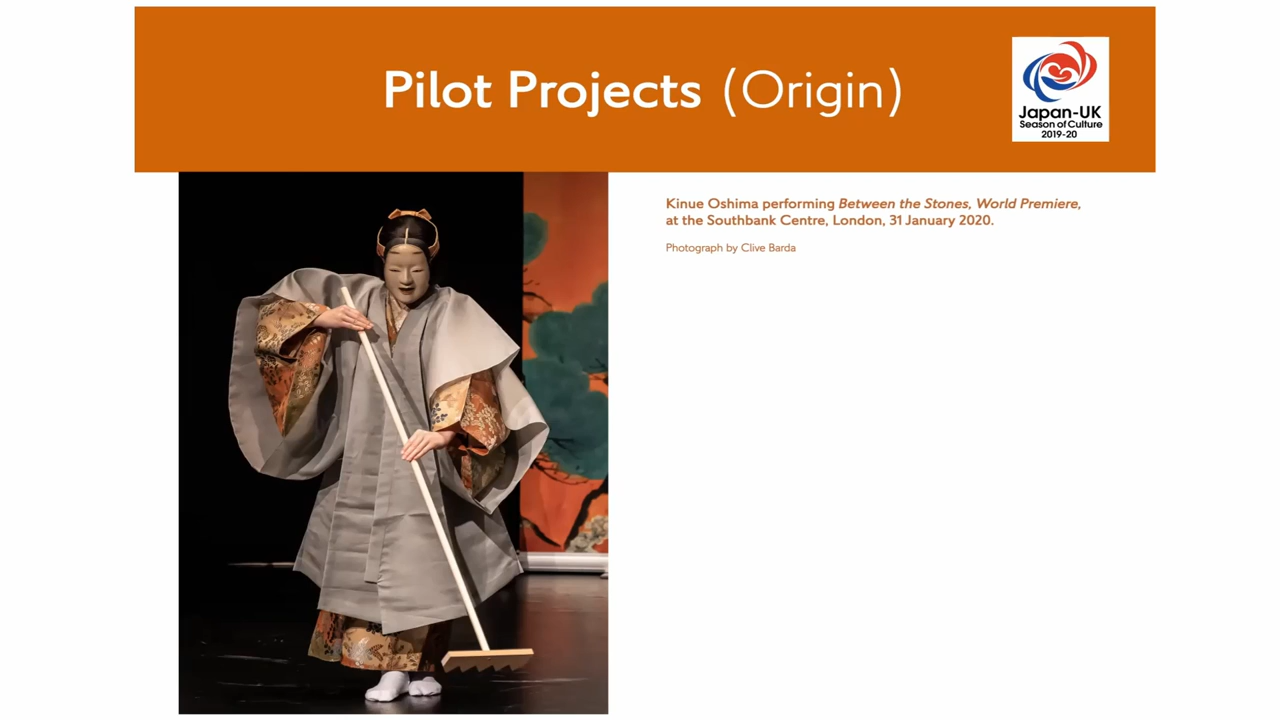 Pilot Projects (Origin)
Japan-UK
Season of Culture
2019-20
Kinue Oshima performing Between the Stones, World Premiere,
at the Southbank Centre, London, 31 January 2020.
Photograph by Clive Barda